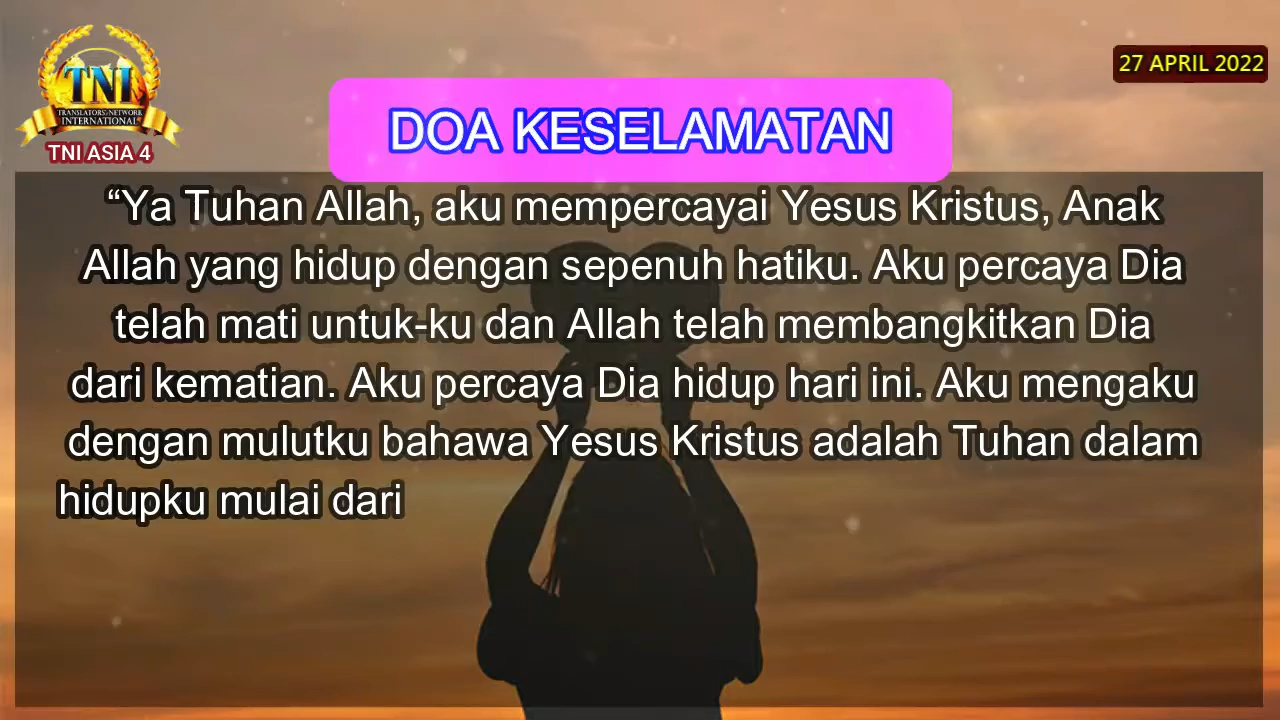 TNI
TRANSLATORS' NETWORK
INTERNATIONAL
TNI ASIA 4
27 APRIL 2022
DOA KESELAMATAN
“Ya Tuhan Allah, aku mempercayai Yesus Kristus, Anak
Allah yang hidup dengan sepenuh hatiku. Aku percaya Dia
telah mati untuk-ku dan Allah telah membangkitkan Dia
dari kematian. Aku percaya Dia hidup hari ini. Aku mengaku
dengan mulutku bahawa Yesus Kristus adalah Tuhan dalam
hidupku mulai dari